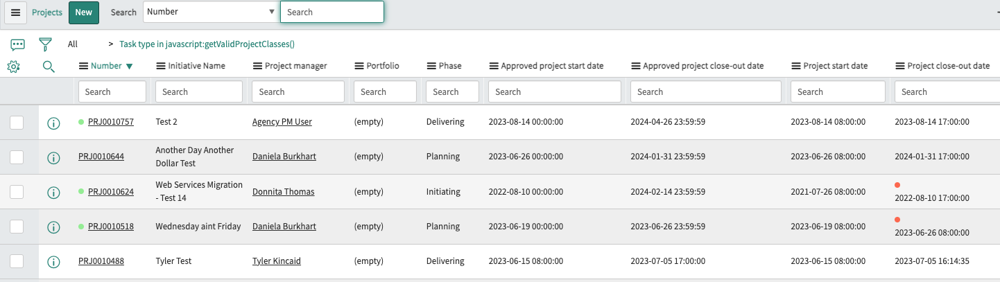 Projects New Search Number Search
All > Task type in javascript:getValidProjectClasses()
Number Initiative Name Project manager Portfolio Phase Approved project start date Approved project close-out date Project start date Project close-out date
Search Search Search Search Search Search Search Search Search
PRJ0010757 Test 2 Agency PM User (empty) Delivering 2023-08-14 00:00:00 2024-04-26 23:59:59 2023-08-14 08:00:00 2023-08-14 17:00:00
PRJ0010644 Another Day Another Dollar Test Daniela Burkhart (empty) Planning 2023-06-26 00:00:00 2024-01-31 23:59:59 2023-06-26 08:00:00 2024-01-31 17:00:00
PRJ0010624 Web Services Migration - Test 14 Donnita Thomas (empty) Initiating 2022-08-10 00:00:00 2024-02-14 23:59:59 2021-07-26 08:00:00 2022-08-10 17:00:00
PRJ0010518 Wednesday aint Friday Daniela Burkhart (empty) Planning 2023-06-19 00:00:00 2023-06-26 23:59:59 2023-06-19 08:00:00 2023-06-26 08:00:00
PRJ0010488 Tyler Test Tyler Kincaid (empty) Delivering 2023-06-15 08:00:00 2023-07-05 17:00:00 2023-06-15 08:00:00 2023-07-05 16:14:35